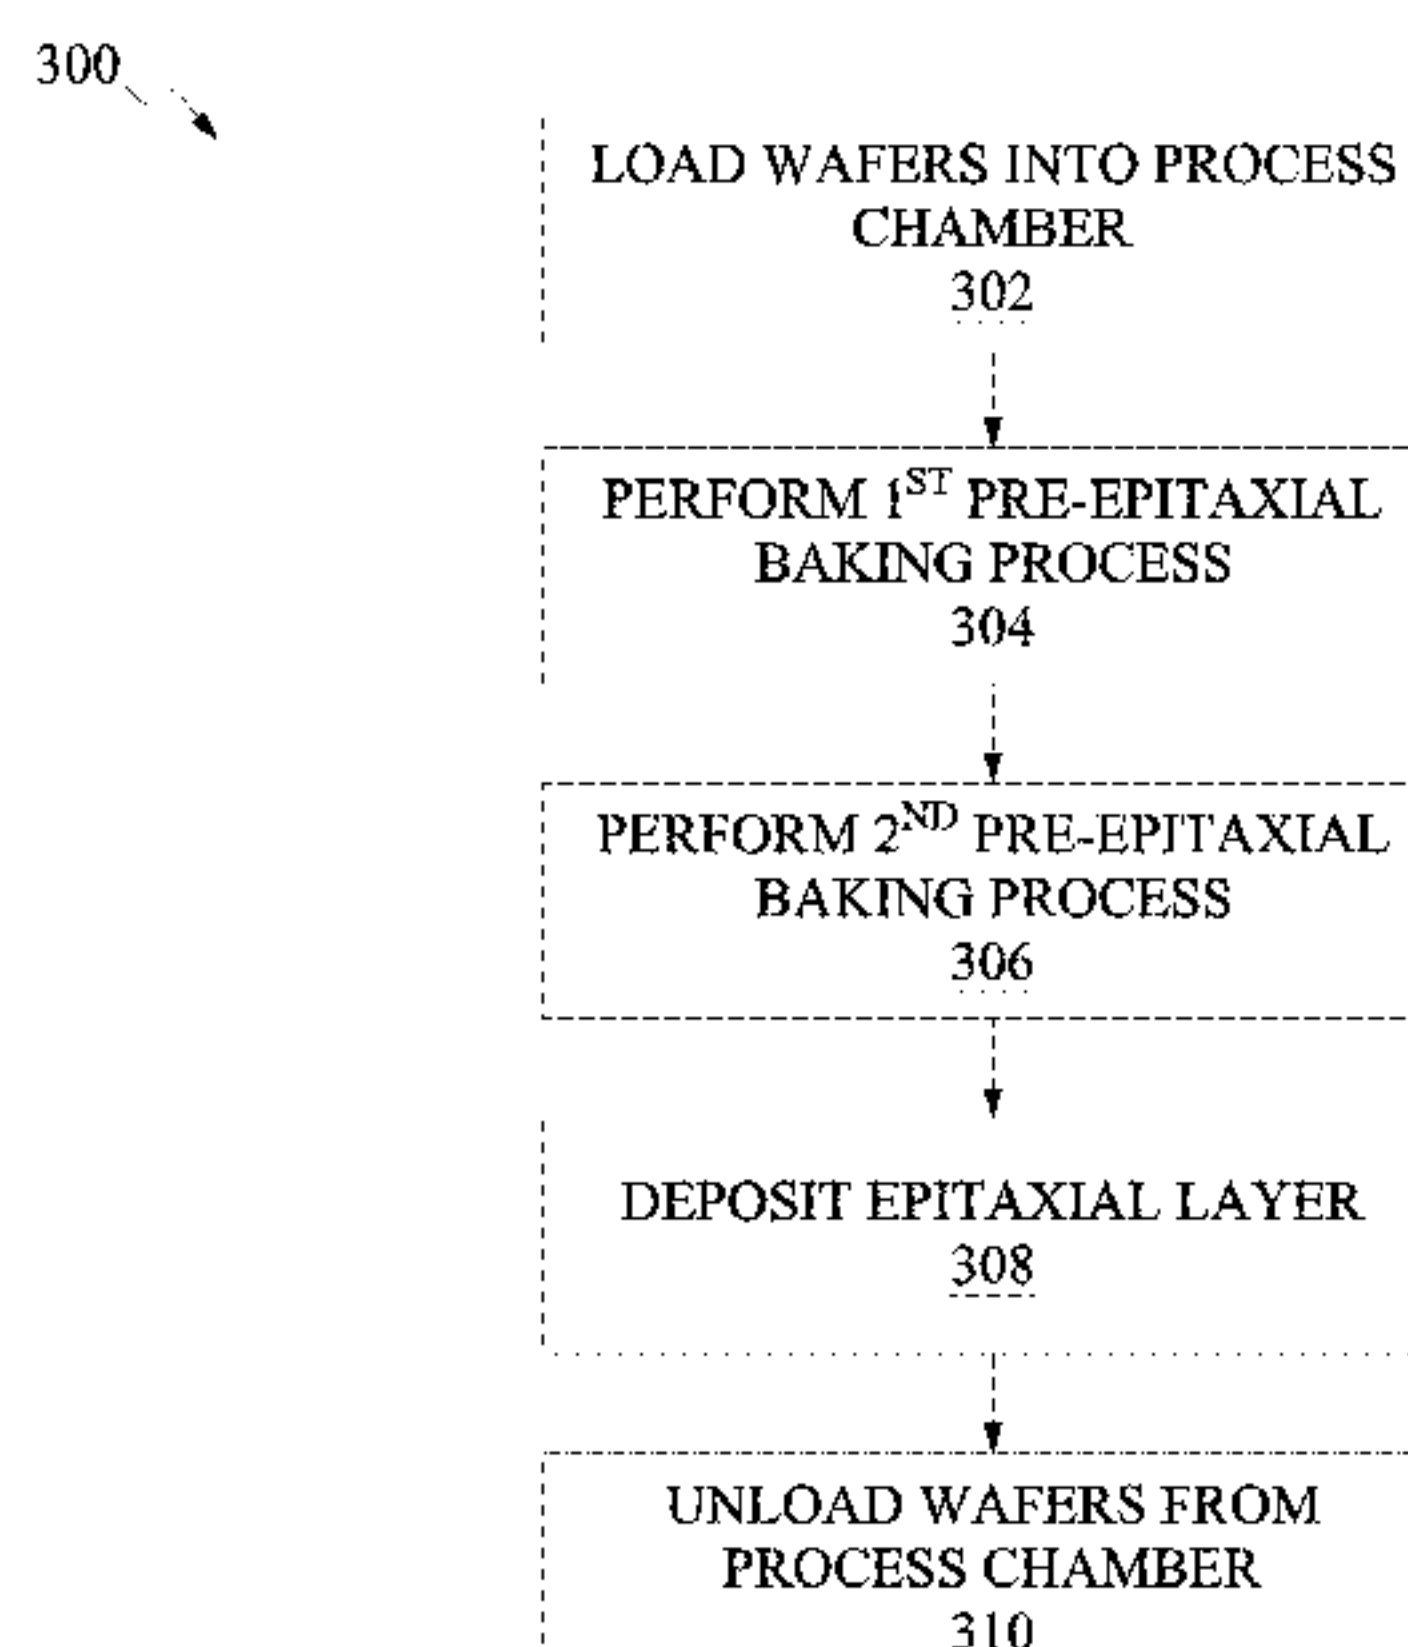 300
LOAD WAFERS INTO PROCESS
CHAMBER
302
PERFORM 1ST PRE-EPITAXIAL
BAKING PROCESS
304
PERFORM 2ND PRE-EPITAXIAL
BAKING PROCESS
306
DEPOSIT EPITAXIAL LAYER
308
UNLOAD WAFERS FROM
PROCESS CHAMBER
310